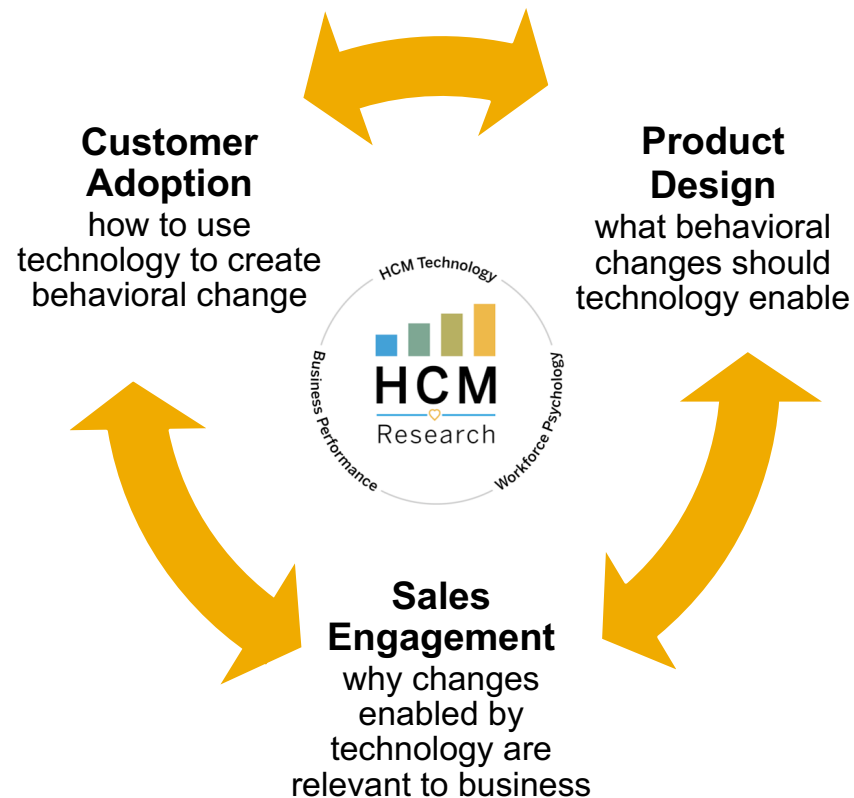 Customer
Adoption
how to use
technology to create
behavioral change
Product
Design
what behavioral
changes should
technology enable
HCM Technology
Business Performance
Workforce Psychology
HCM
Research
Sales
Engagement
why changes
enabled by
technology are
relevant to business